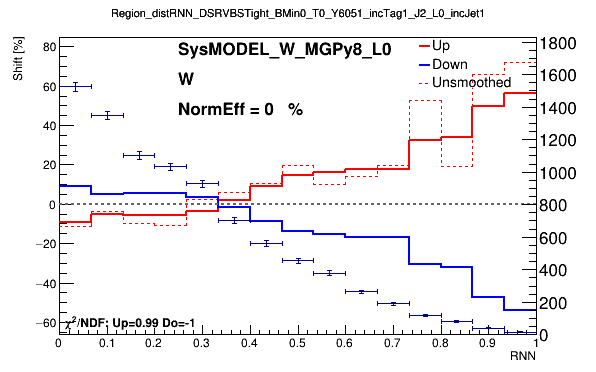 Region_distRNN_DSRVBSTight_BMin0_T0_Y6051_incTag1_J2_L0_incJet1
Shift [%]
SysMODEL_W_MGPy8_L0
W
NormEff = 0 %
Up
Down
Unsmoothed
80
60
40
20
0
−20
−40
−60
1800
1600
1400
1200
1000
800
600
400
200
0
χ²/NDF: Up=0.99 Do=-1
0 0.1 0.2 0.3 0.4 0.5 0.6 0.7 0.8 0.9 1
RNN